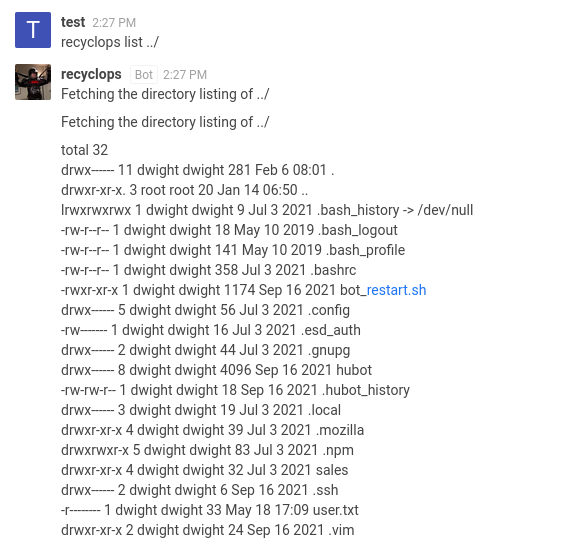 T
test 2:27 PM
recyclops list ../
recyclops Bot 2:27 PM
Fetching the directory listing of ../
Fetching the directory listing of ../
total 32
drwx------ 11 dwight dwight 281 Feb 6 08:01 .
drwxr-xr-x. 3 root root 20 Jan 14 06:50 ..
lrwxrwxrwx 1 dwight dwight 9 Jul 3 2021 .bash_history -> /dev/null
-rw-r--r-- 1 dwight dwight 18 May 10 2019 .bash_logout
-rw-r--r-- 1 dwight dwight 141 May 10 2019 .bash_profile
-rw-r--r-- 1 dwight dwight 358 Jul 3 2021 .bashrc
-rwxr-xr-x 1 dwight dwight 1174 Sep 16 2021 bot_restart.sh
drwx------ 5 dwight dwight 56 Jul 3 2021 .config
-rw------- 1 dwight dwight 16 Jul 3 2021 .esd_auth
drwx------ 2 dwight dwight 44 Jul 3 2021 .gnupg
drwx------ 8 dwight dwight 4096 Sep 16 2021 hubot
-rw-rw-r-- 1 dwight dwight 18 Sep 16 2021 .hubot_history
drwx------ 3 dwight dwight 19 Jul 3 2021 .local
drwxr-xr-x 4 dwight dwight 39 Jul 3 2021 .mozilla
drwxrwxr-x 5 dwight dwight 83 Jul 3 2021 .npm
drwxr-xr-x 4 dwight dwight 32 Jul 3 2021 sales
drwx------ 2 dwight dwight 6 Sep 16 2021 .ssh
-r-------- 1 dwight dwight 33 May 18 17:09 user.txt
drwxr-xr-x 2 dwight dwight 24 Sep 16 2021 .vim